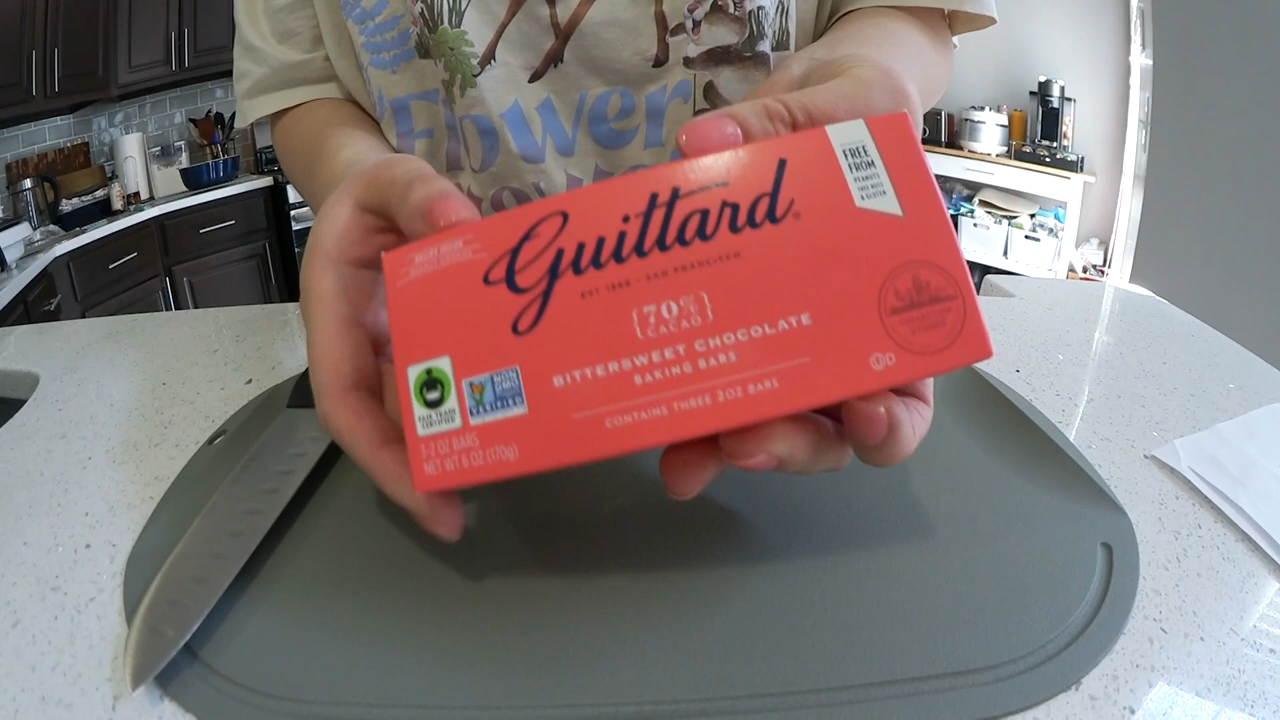 Flower
Guittard
EST 1868 • SAN FRANCISCO
[70%]
CACAO
BITTERSWEET CHOCOLATE
BAKING BARS
CONTAINS THREE 2OZ BARS
FREE
FROM
PEANUTS
TREE NUTS
& GLUTEN
FAIR TRADE
CERTIFIED
NON
GMO
VERIFIED
3-2 OZ BARS
NET WT 6 OZ (170g)
U D